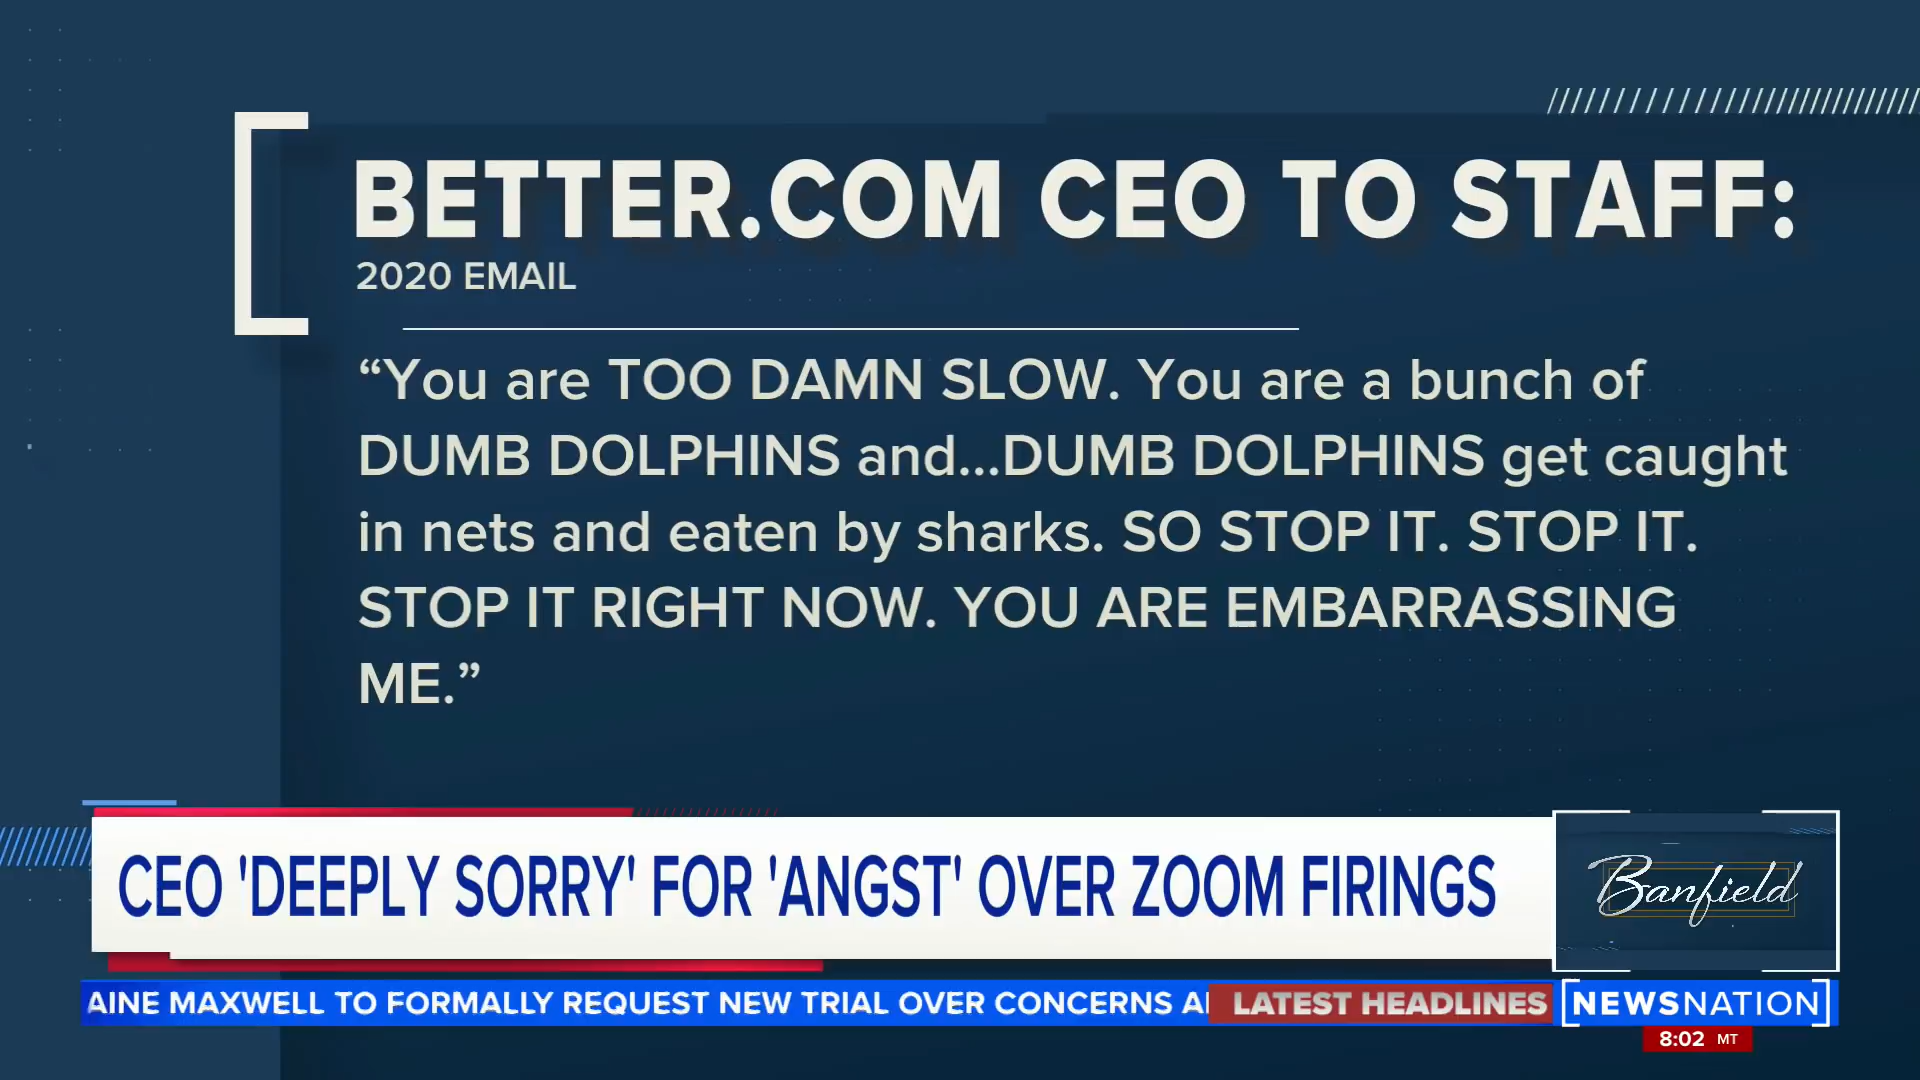 BETTER.COM CEO TO STAFF:
2020 EMAIL
“You are TOO DAMN SLOW. You are a bunch of
DUMB DOLPHINS and...DUMB DOLPHINS get caught
in nets and eaten by sharks. SO STOP IT. STOP IT.
STOP IT RIGHT NOW. YOU ARE EMBARRASSING
ME.”
CEO 'DEEPLY SORRY' FOR 'ANGST' OVER ZOOM FIRINGS
Banfield
AINE MAXWELL TO FORMALLY REQUEST NEW TRIAL OVER CONCERNS
LATEST HEADLINES
NEWSNATION
8:02 MT